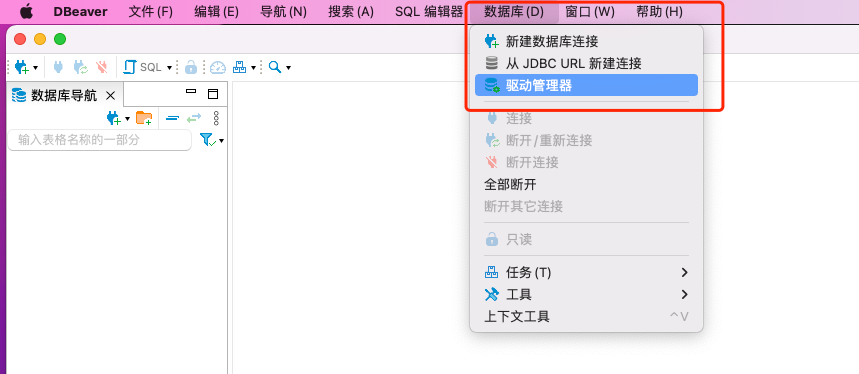 DBeaver 文件 (F) 编辑 (E) 导航 (N) 搜索 (A) SQL 编辑器 数据库 (D) 窗口 (W) 帮助 (H)
新建数据库连接
从 JDBC URL 新建连接
驱动管理器
连接
断开/重新连接
断开连接
全部断开
断开其它连接
只读
任务 (T)
工具
上下文工具 ^V
SQL
数据库导航
输入表格名称的一部分